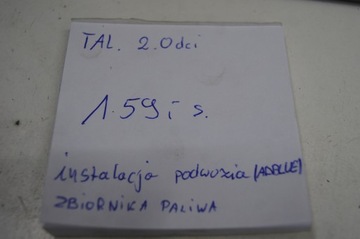 TAL. 2.0dci
1.59 i s.
instalacja podwozia (ADBLUE)
ZBIORNIKA PALIWA